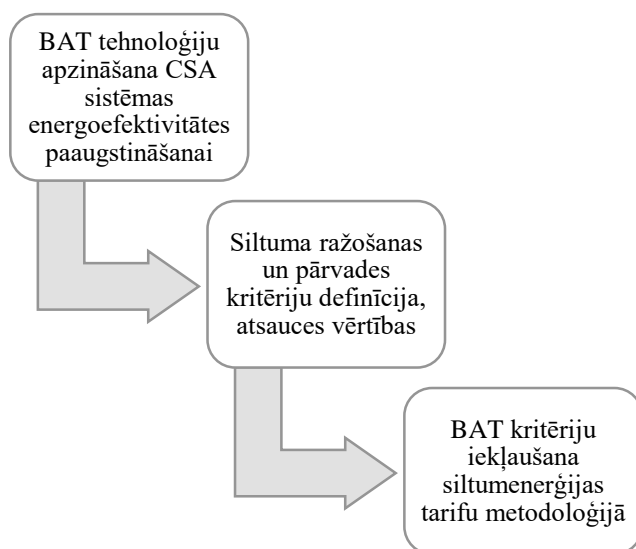 BAT tehnoloģiju
apzināšana CSA
sistēmas
energoefektivitātes
paaugstināšanai
Siltuma ražošanas
un pārvades
kritēriju definīcija,
atsauces vērtības
BAT kritēriju
iekļaušana
siltumenerģijas
tarifu metodoloģijā